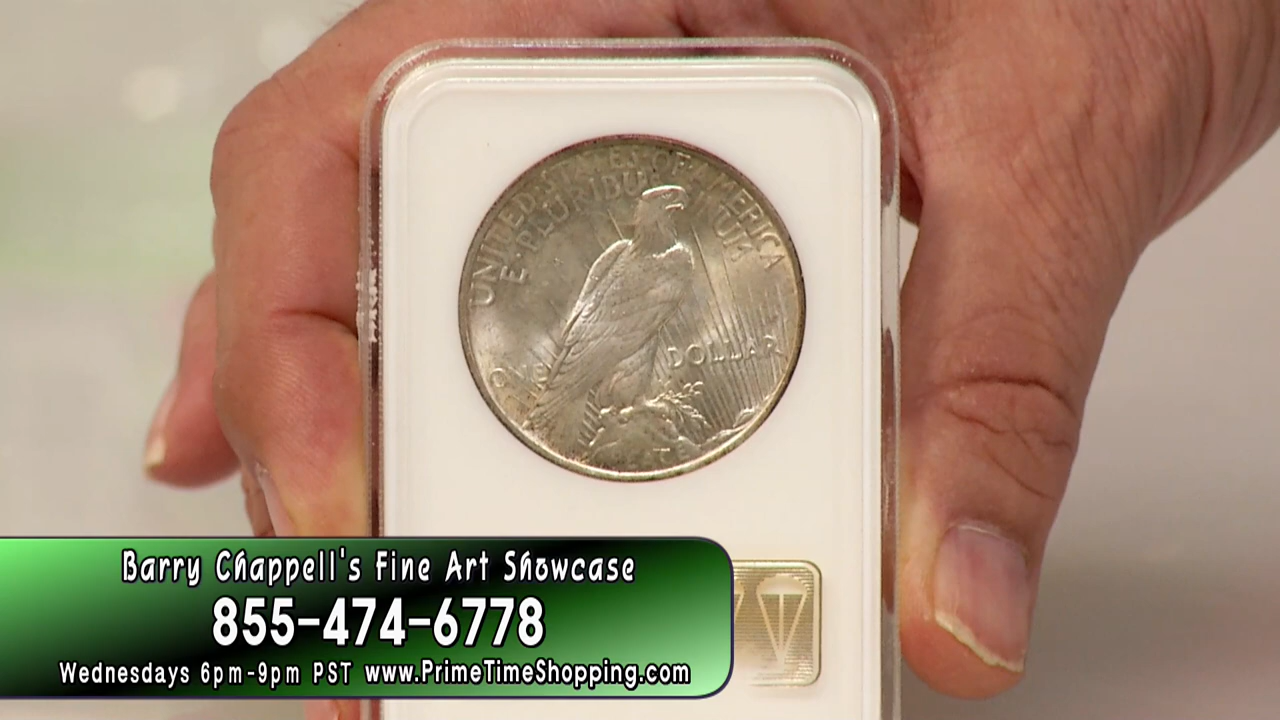 UNITED·STATES·OF·AMERICA
E·PLURIBUS
UNUM
ONE DOLLAR
Barry Chappell's Fine Art Showcase
855-474-6778
Wednesdays 6pm-9pm PST www.PrimeTimeShopping.com